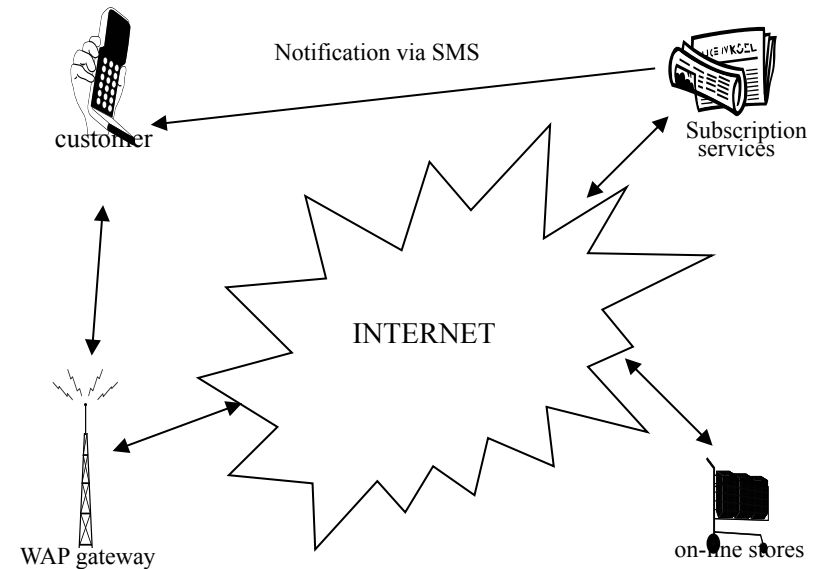 Notification via SMS
customer
Subscription
services
INTERNET
WAP gateway
on-line stores